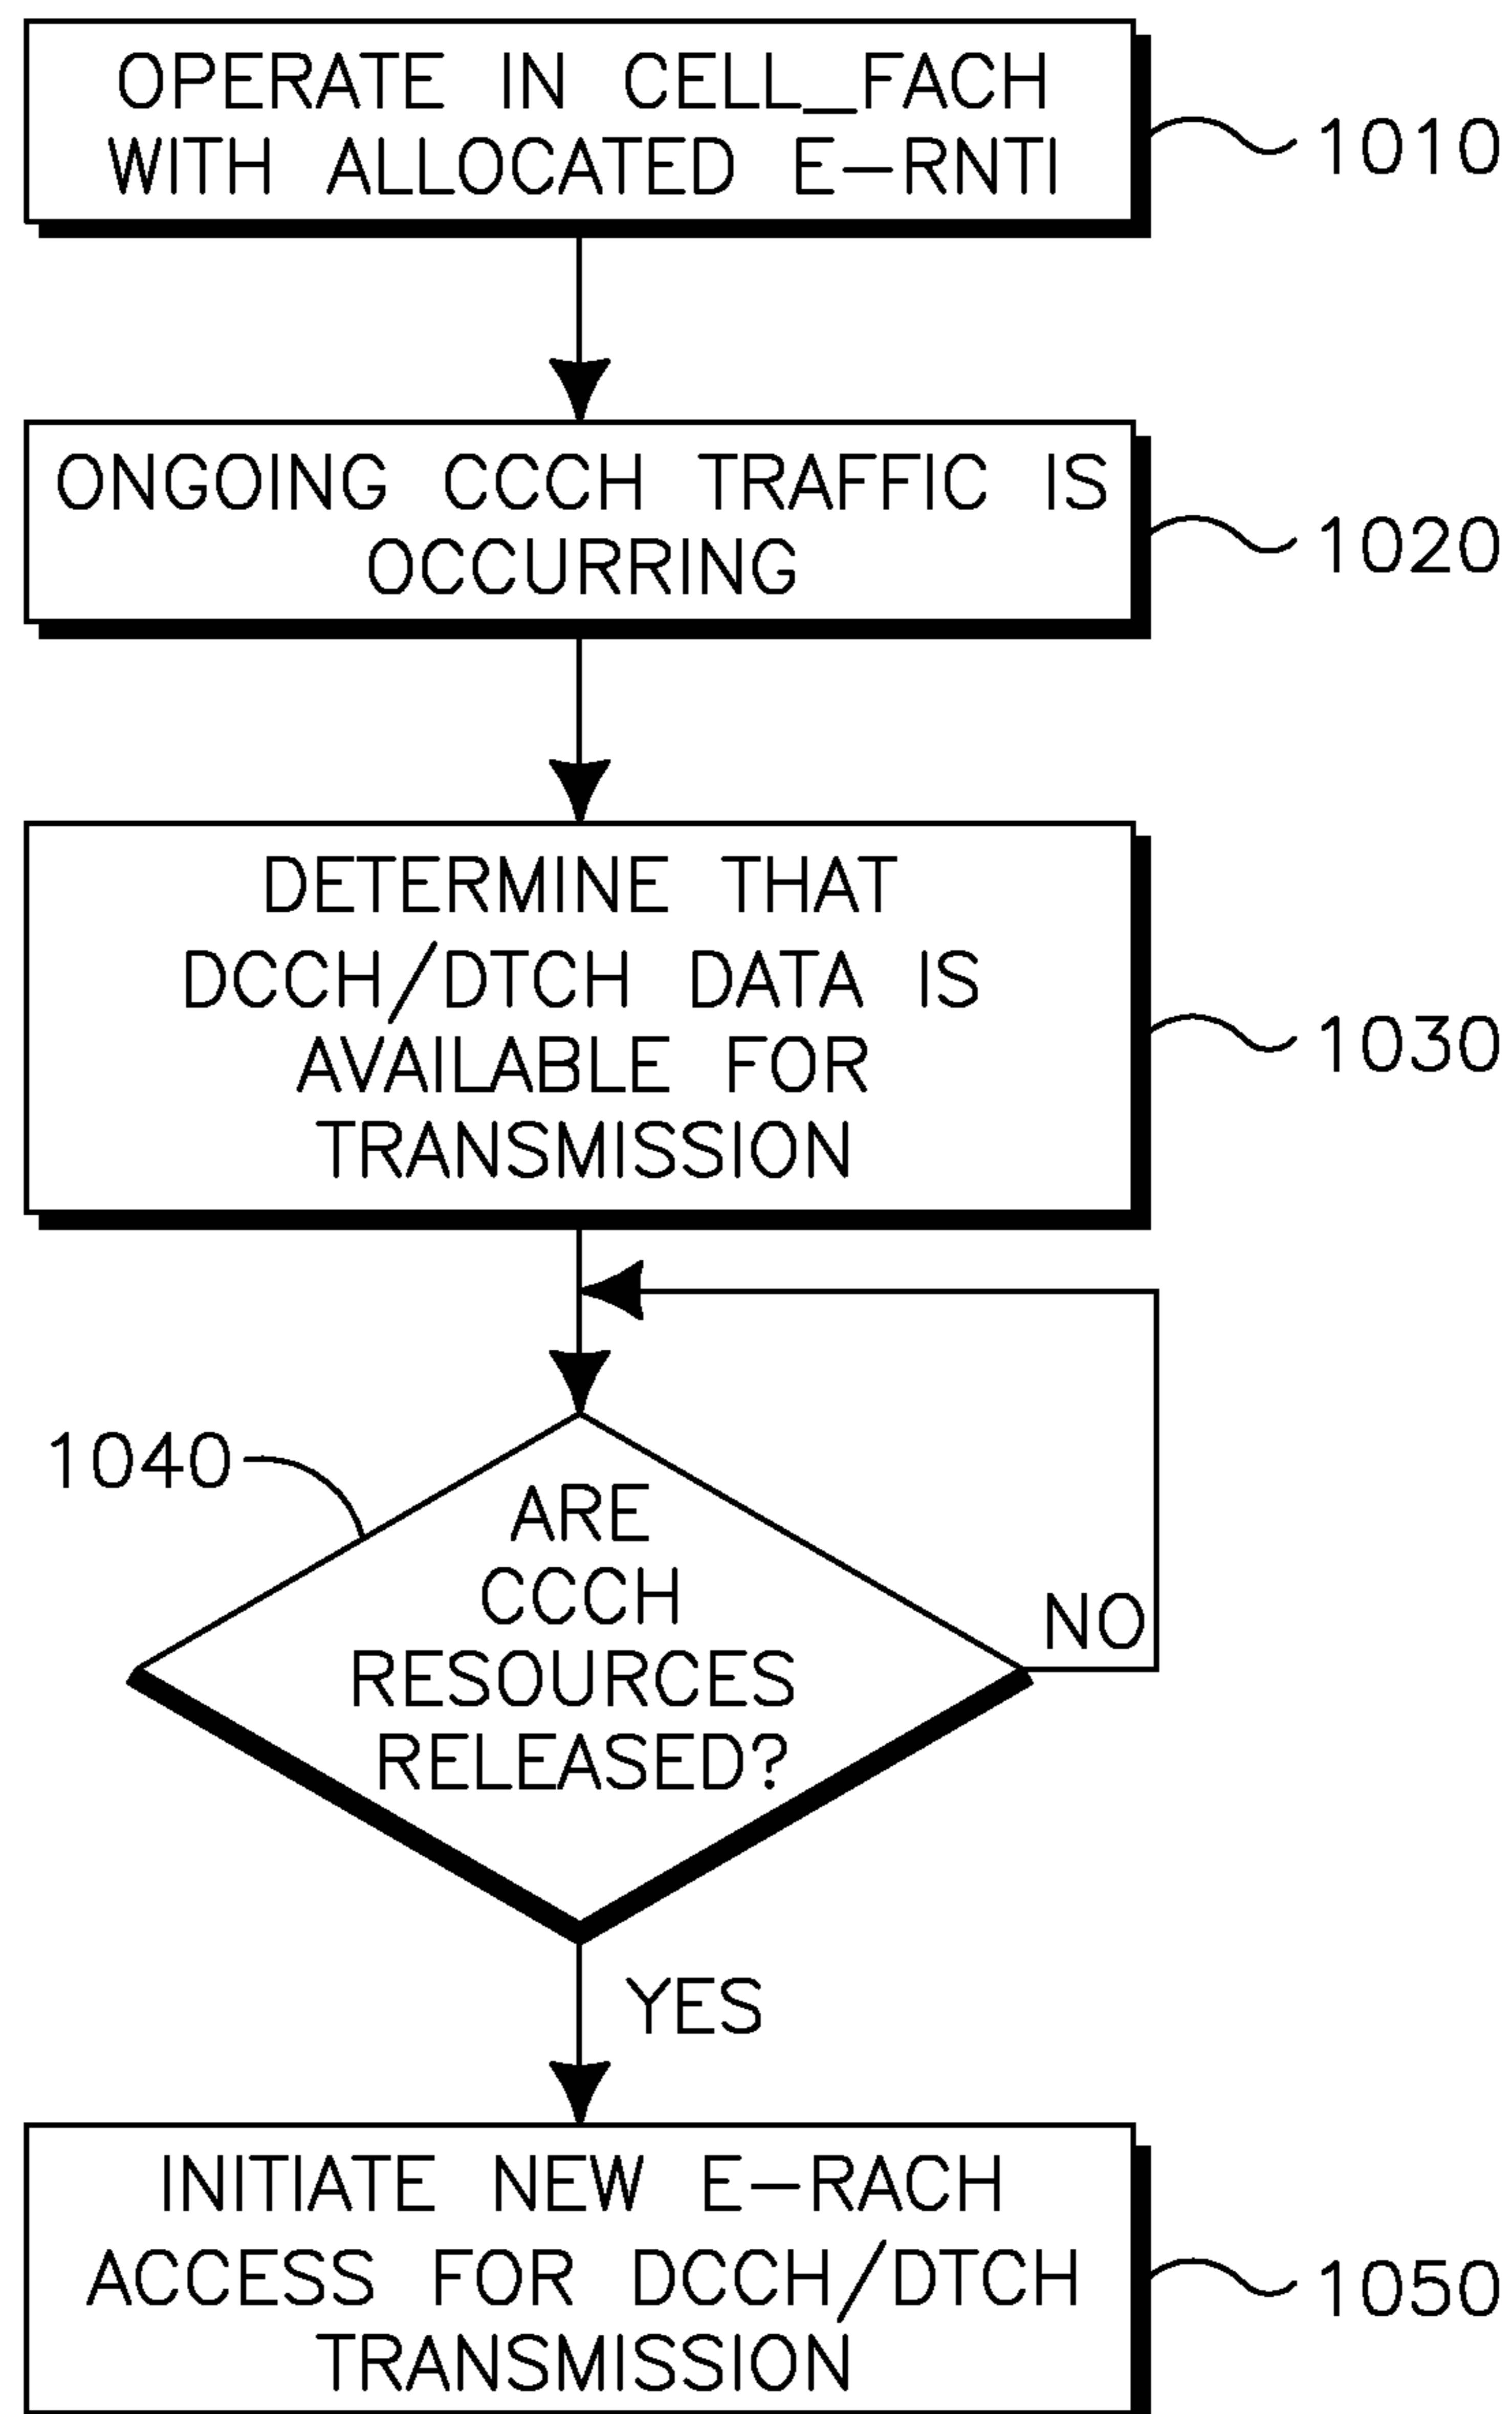 OPERATE IN CELL_FACH
WITH ALLOCATED E-RNTI
1010
ONGOING CCCH TRAFFIC IS
OCCURRING
1020
DETERMINE THAT
DCCH/DTCH DATA IS
AVAILABLE FOR
TRANSMISSION
1030
1040
ARE
CCCH
RESOURCES
RELEASED?
NO
YES
INITIATE NEW E-RACH
ACCESS FOR DCCH/DTCH
TRANSMISSION
1050